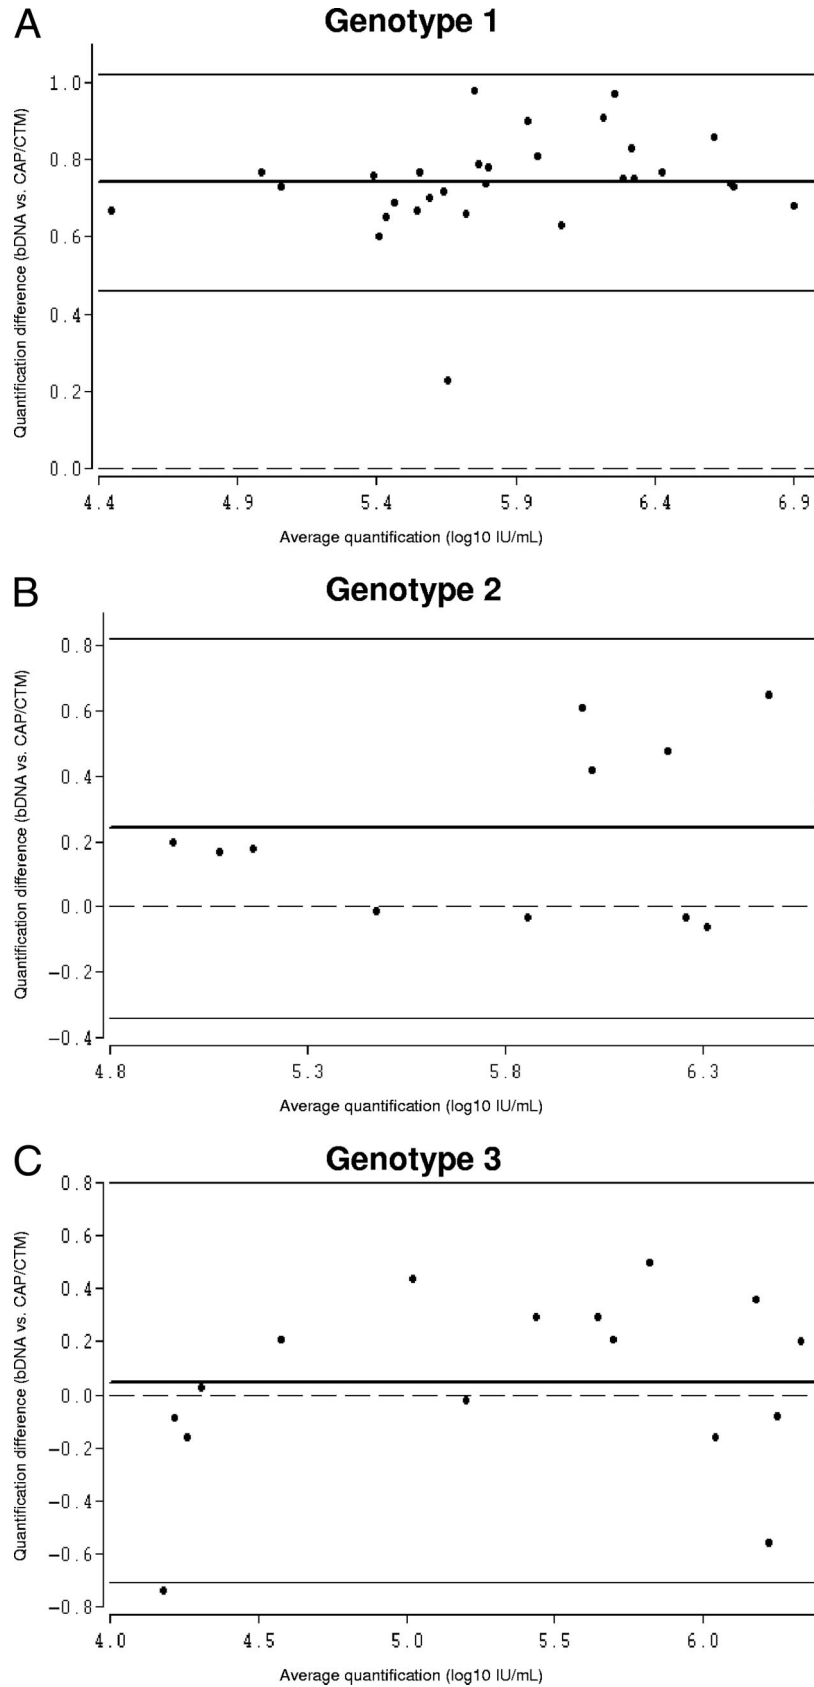 A
Genotype 1
Quantification difference (bDNA vs. CAP/CTM)
1.0
0.8
0.6
0.4
0.2
0.0
4.4 4.9 5.4 5.9 6.4 6.9
Average quantification (log10 IU/mL)
B
Genotype 2
Quantification difference (bDNA vs. CAP/CTM)
0.8
0.6
0.4
0.2
0.0
−0.2
−0.4
4.8 5.3 5.8 6.3
Average quantification (log10 IU/mL)
C
Genotype 3
Quantification difference (bDNA vs. CAP/CTM)
0.8
0.6
0.4
0.2
0.0
−0.2
−0.4
−0.6
−0.8
4.0 4.5 5.0 5.5 6.0
Average quantification (log10 IU/mL)